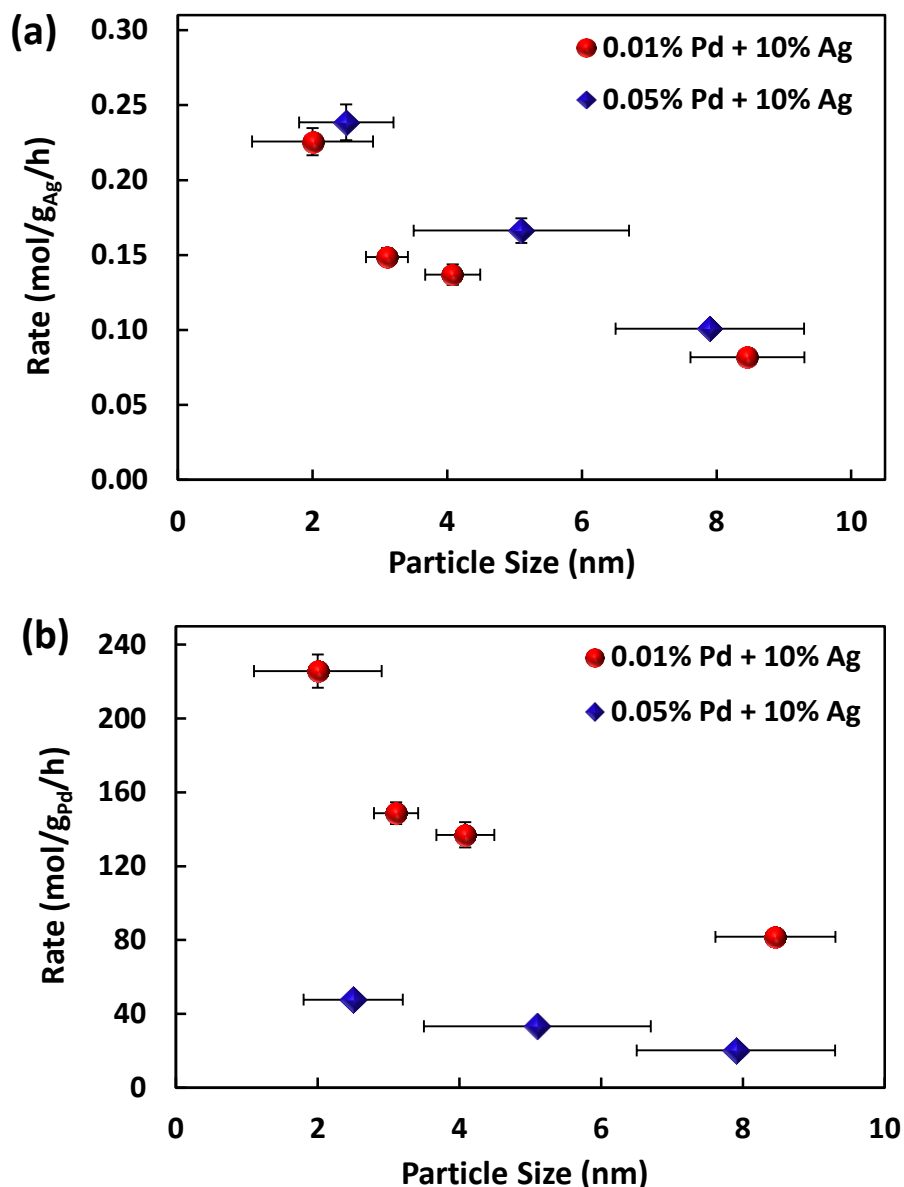 (a)
0.01% Pd + 10% Ag
0.05% Pd + 10% Ag
Rate (mol/gAg/h)
0.30
0.25
0.20
0.15
0.10
0.05
0.00
0 2 4 6 8 10
Particle Size (nm)
(b)
0.01% Pd + 10% Ag
0.05% Pd + 10% Ag
Rate (mol/gPd/h)
240
200
160
120
80
40
0
0 2 4 6 8 10
Particle Size (nm)